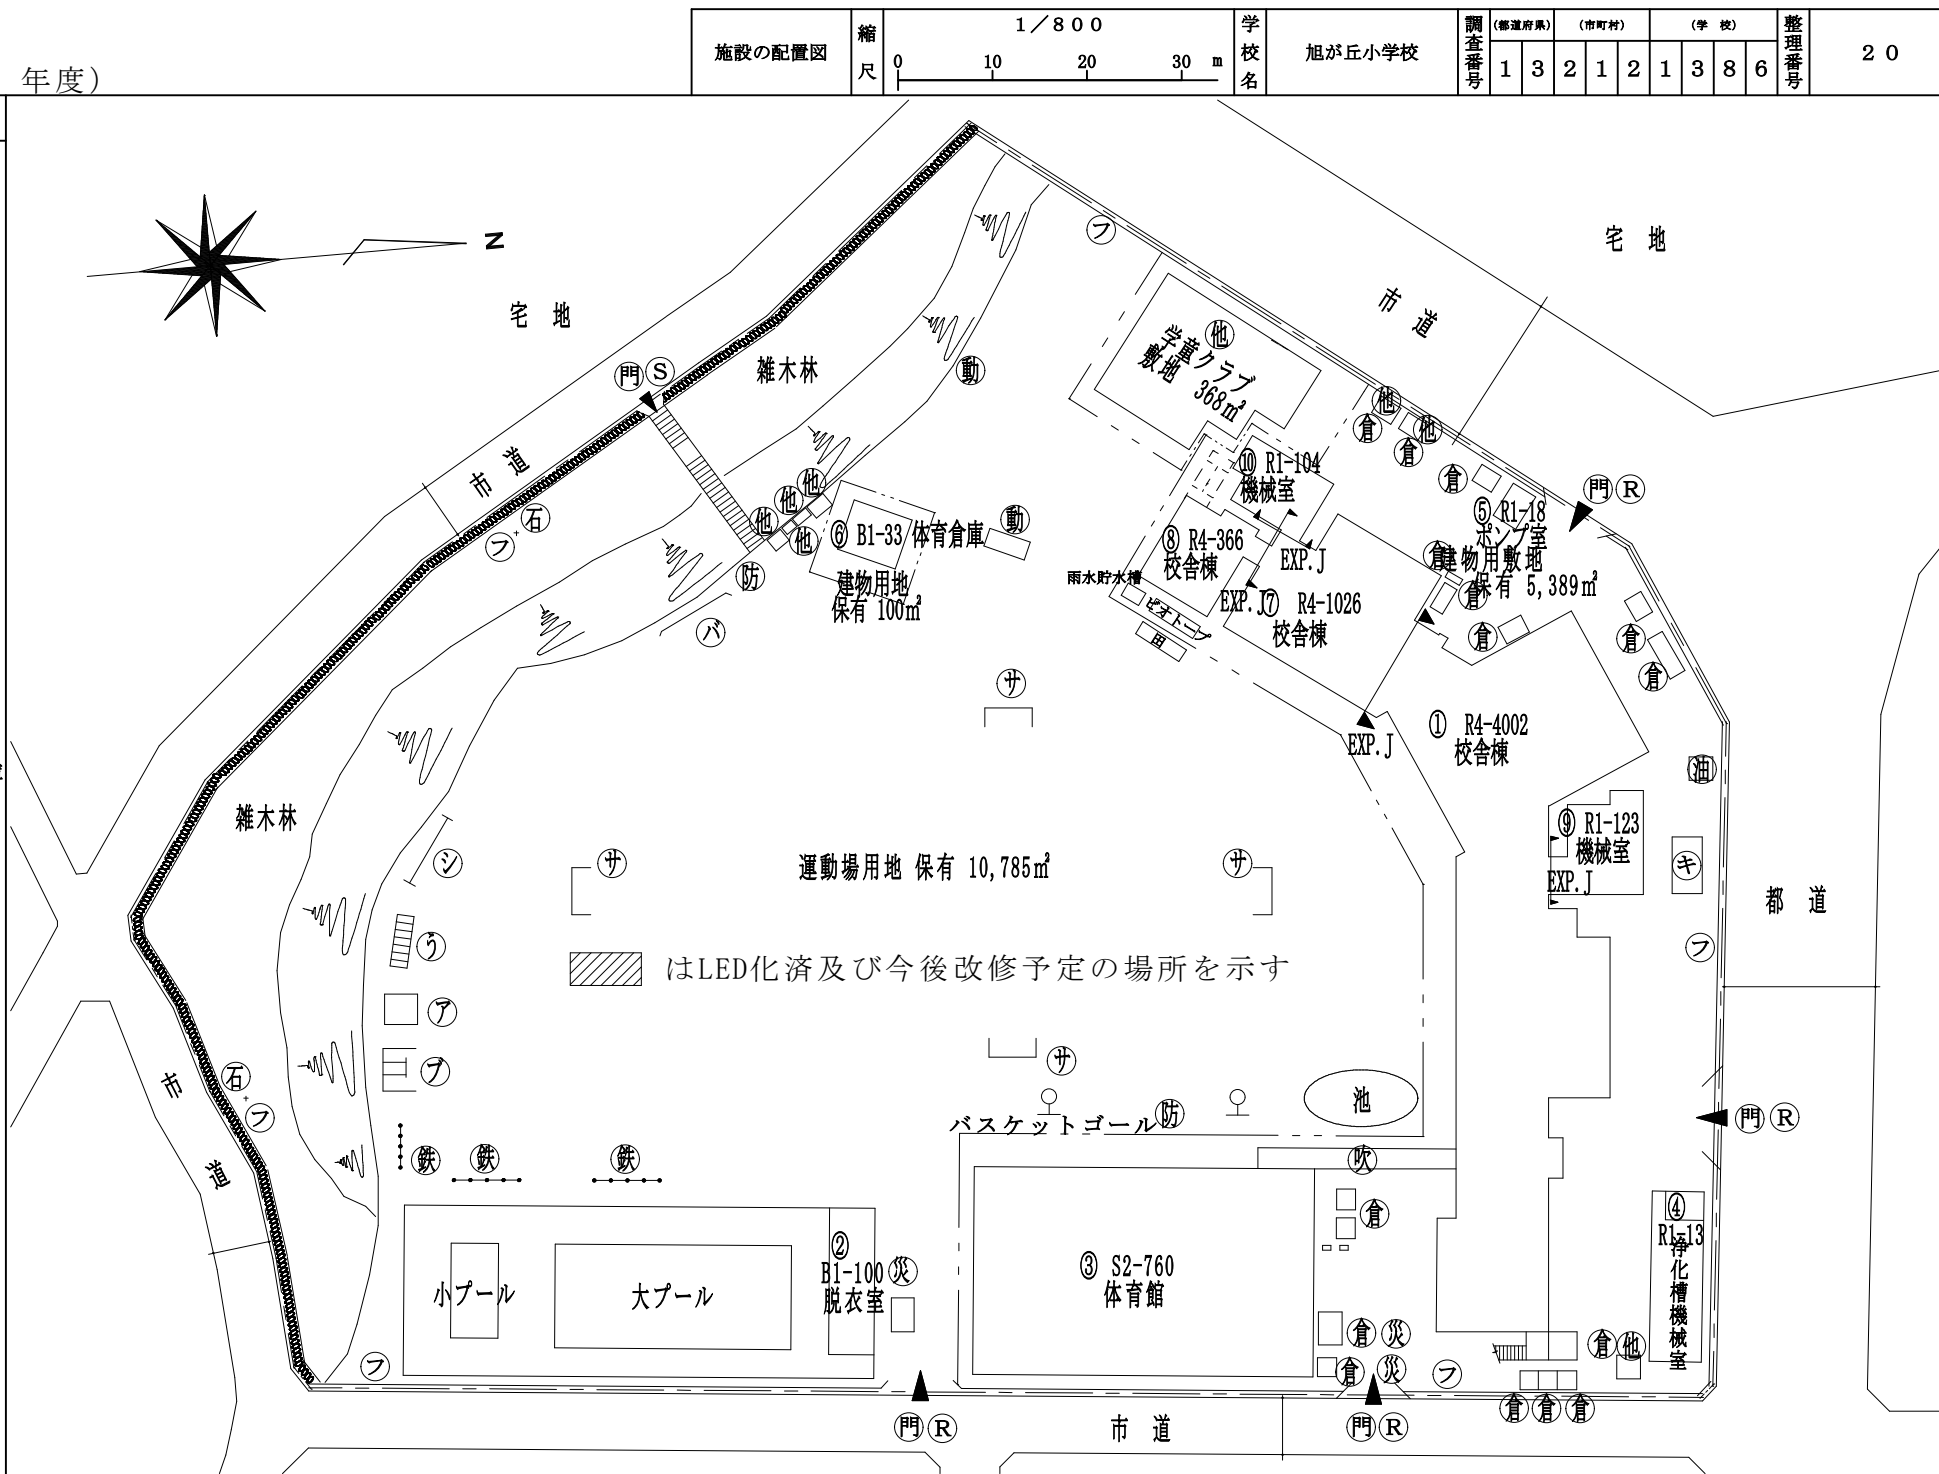 年度)
施設の配置図
縮尺
1/800
0 10 20 30 m
学校名
旭が丘小学校
調査番号
(都道府県) (市町村) (学 校)
1 3 2 1 2 1 3 8 6
整理番号
20
N
宅 地
宅 地
市 道
フ
雑木林
門 S
動
学童クラブ
敷地 368㎡
他
他
他
倉
倉
倉
市 道
石
フ
他
他
他
他
⑥ B1-33 体育倉庫
動
建物用地
保有 100㎡
防
バ
⑩ R1-104
機械室
⑧ R4-366
校舎棟
EXP.J
EXP.J
⑦ R4-1026
校舎棟
雨水貯水槽
ビオトープ
田
⑤ R1-18
ポンプ室
建物用敷地
保有 5,389㎡
門 R
倉
倉
倉
倉
倉
サ
EXP.J
① R4-4002
校舎棟
油
雑木林
シ
サ
運動場用地 保有 10,785㎡
サ
⑨ R1-123
機械室
EXP.J
キ
都 道
フ
う
はLED化済及び今後改修予定の場所を示す
ア
ブ
サ
池
バスケットゴール
防
門 R
市 道
石
フ
鉄
鉄
鉄
吹
倉
小プール
大プール
②
B1-100
脱衣室
災
③ S2-760
体育館
④
R1-13
浄化槽機械室
倉 災
倉 災
倉 他
フ
フ
倉 倉 倉
門 R
市 道
門 R